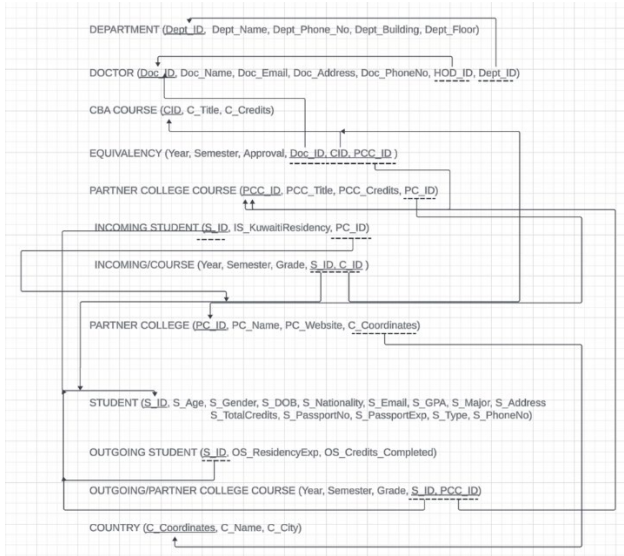 DEPARTMENT (Dept_ID, Dept_Name, Dept_Phone_No, Dept_Building, Dept_Floor)
DOCTOR (Doc_ID, Doc_Name, Doc_Email, Doc_Address, Doc_PhoneNo, HOD_ID, Dept_ID)
CBA COURSE (CID, C_Title, C_Credits)
EQUIVALENCY (Year, Semester, Approval, Doc_ID, CID, PCC_ID )
PARTNER COLLEGE COURSE (PCC_ID, PCC_Title, PCC_Credits, PC_ID)
INCOMING STUDENT (S_ID, IS_KuwaitiResidency, PC_ID)
INCOMING/COURSE (Year, Semester, Grade, S_ID, C_ID )
PARTNER COLLEGE (PC_ID, PC_Name, PC_Website, C_Coordinates)
STUDENT (S_ID, S_Age, S_Gender, S_DOB, S_Nationality, S_Email, S_GPA, S_Major, S_Address
S_TotalCredits, S_PassportNo, S_PassportExp, S_Type, S_PhoneNo)
OUTGOING STUDENT (S_ID, OS_ResidencyExp, OS_Credits_Completed)
OUTGOING/PARTNER COLLEGE COURSE (Year, Semester, Grade, S_ID, PCC_ID)
COUNTRY (C_Coordinates, C_Name, C_City)